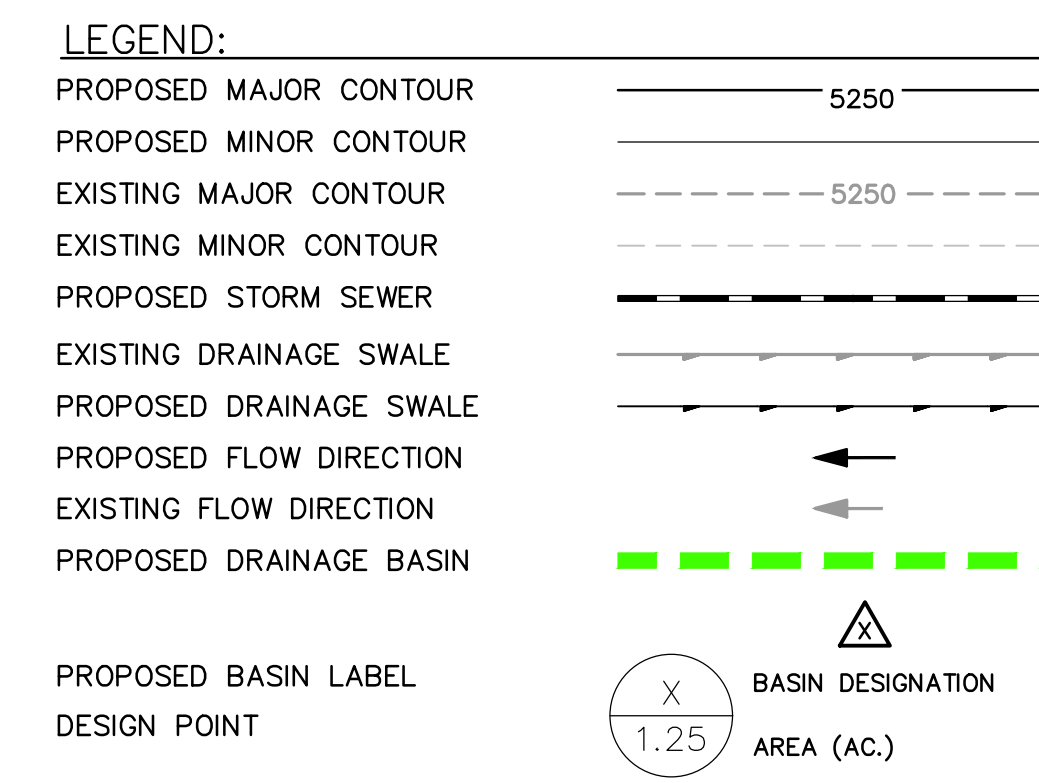 LEGEND:
PROPOSED MAJOR CONTOUR 5250
PROPOSED MINOR CONTOUR
EXISTING MAJOR CONTOUR 5250
EXISTING MINOR CONTOUR
PROPOSED STORM SEWER
EXISTING DRAINAGE SWALE
PROPOSED DRAINAGE SWALE
PROPOSED FLOW DIRECTION
EXISTING FLOW DIRECTION
PROPOSED DRAINAGE BASIN
X
PROPOSED BASIN LABEL X BASIN DESIGNATION
DESIGN POINT 1.25 AREA (AC.)